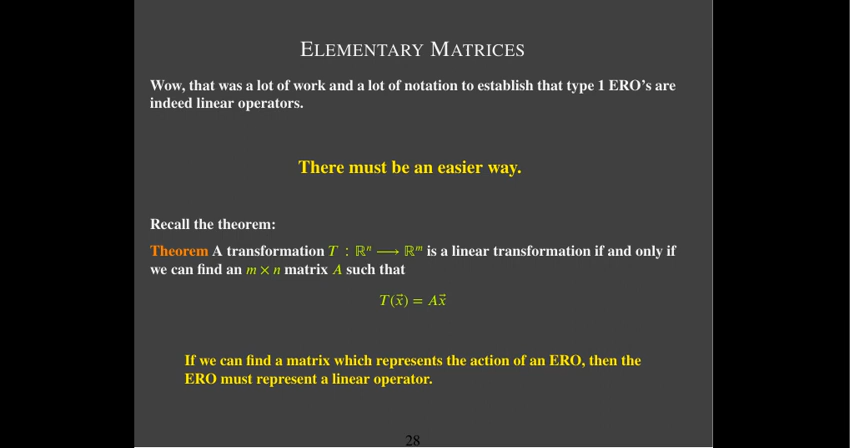 ELEMENTARY MATRICES
Wow, that was a lot of work and a lot of notation to establish that type 1 ERO's are
indeed linear operators.
There must be an easier way.
Recall the theorem:
Theorem A transformation T : ℝⁿ ⟶ ℝᵐ is a linear transformation if and only if
we can find an m × n matrix A such that
T(x⃗) = Ax⃗
If we can find a matrix which represents the action of an ERO, then the
ERO must represent a linear operator.
28